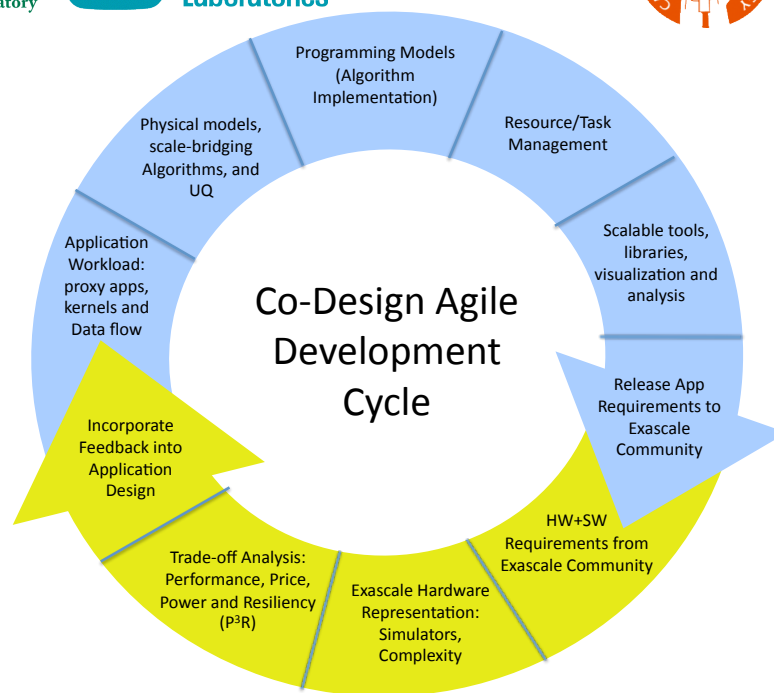 Laboratories
Programming Models
(Algorithm
Implementation)
Resource/Task
Management
Physical models,
scale-bridging
Algorithms, and
UQ
Scalable tools,
libraries,
visualization and
analysis
Application
Workload:
proxy apps,
kernels and
Data flow
Co-Design Agile
Development
Cycle
Release App
Requirements to
Exascale
Community
Incorporate
Feedback into
Application
Design
HW+SW
Requirements from
Exascale Community
Trade-off Analysis:
Performance, Price,
Power and Resiliency
(P³R)
Exascale Hardware
Representation:
Simulators,
Complexity